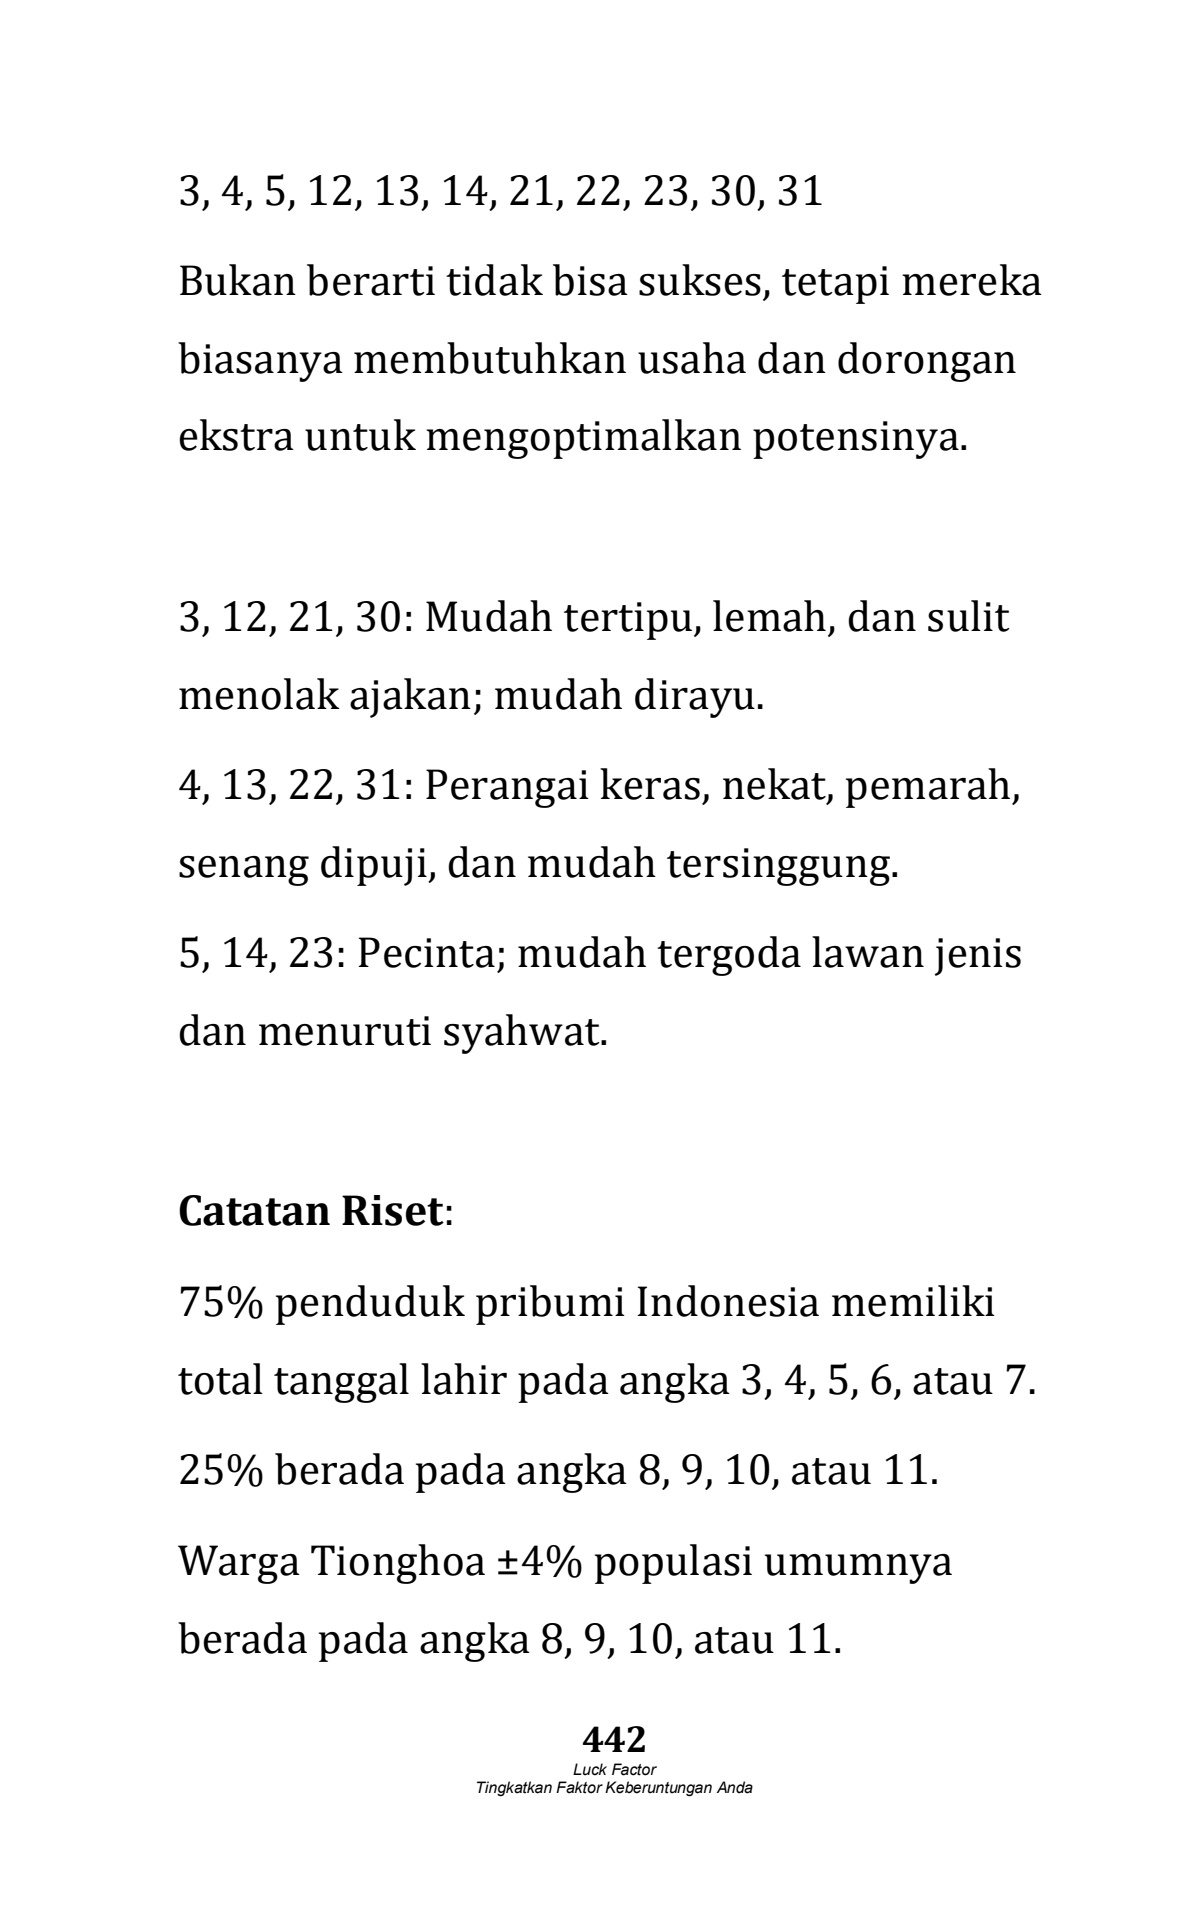 3, 4, 5, 12, 13, 14, 21, 22, 23, 30, 31
Bukan berarti tidak bisa sukses, tetapi mereka
biasanya membutuhkan usaha dan dorongan
ekstra untuk mengoptimalkan potensinya.
3, 12, 21, 30: Mudah tertipu, lemah, dan sulit
menolak ajakan; mudah dirayu.
4, 13, 22, 31: Perangai keras, nekat, pemarah,
senang dipuji, dan mudah tersinggung.
5, 14, 23: Pecinta; mudah tergoda lawan jenis
dan menuruti syahwat.
Catatan Riset:
75% penduduk pribumi Indonesia memiliki
total tanggal lahir pada angka 3, 4, 5, 6, atau 7.
25% berada pada angka 8, 9, 10, atau 11.
Warga Tionghoa ±4% populasi umumnya
berada pada angka 8, 9, 10, atau 11.
442
Luck Factor
Tingkatkan Faktor Keberuntungan Anda